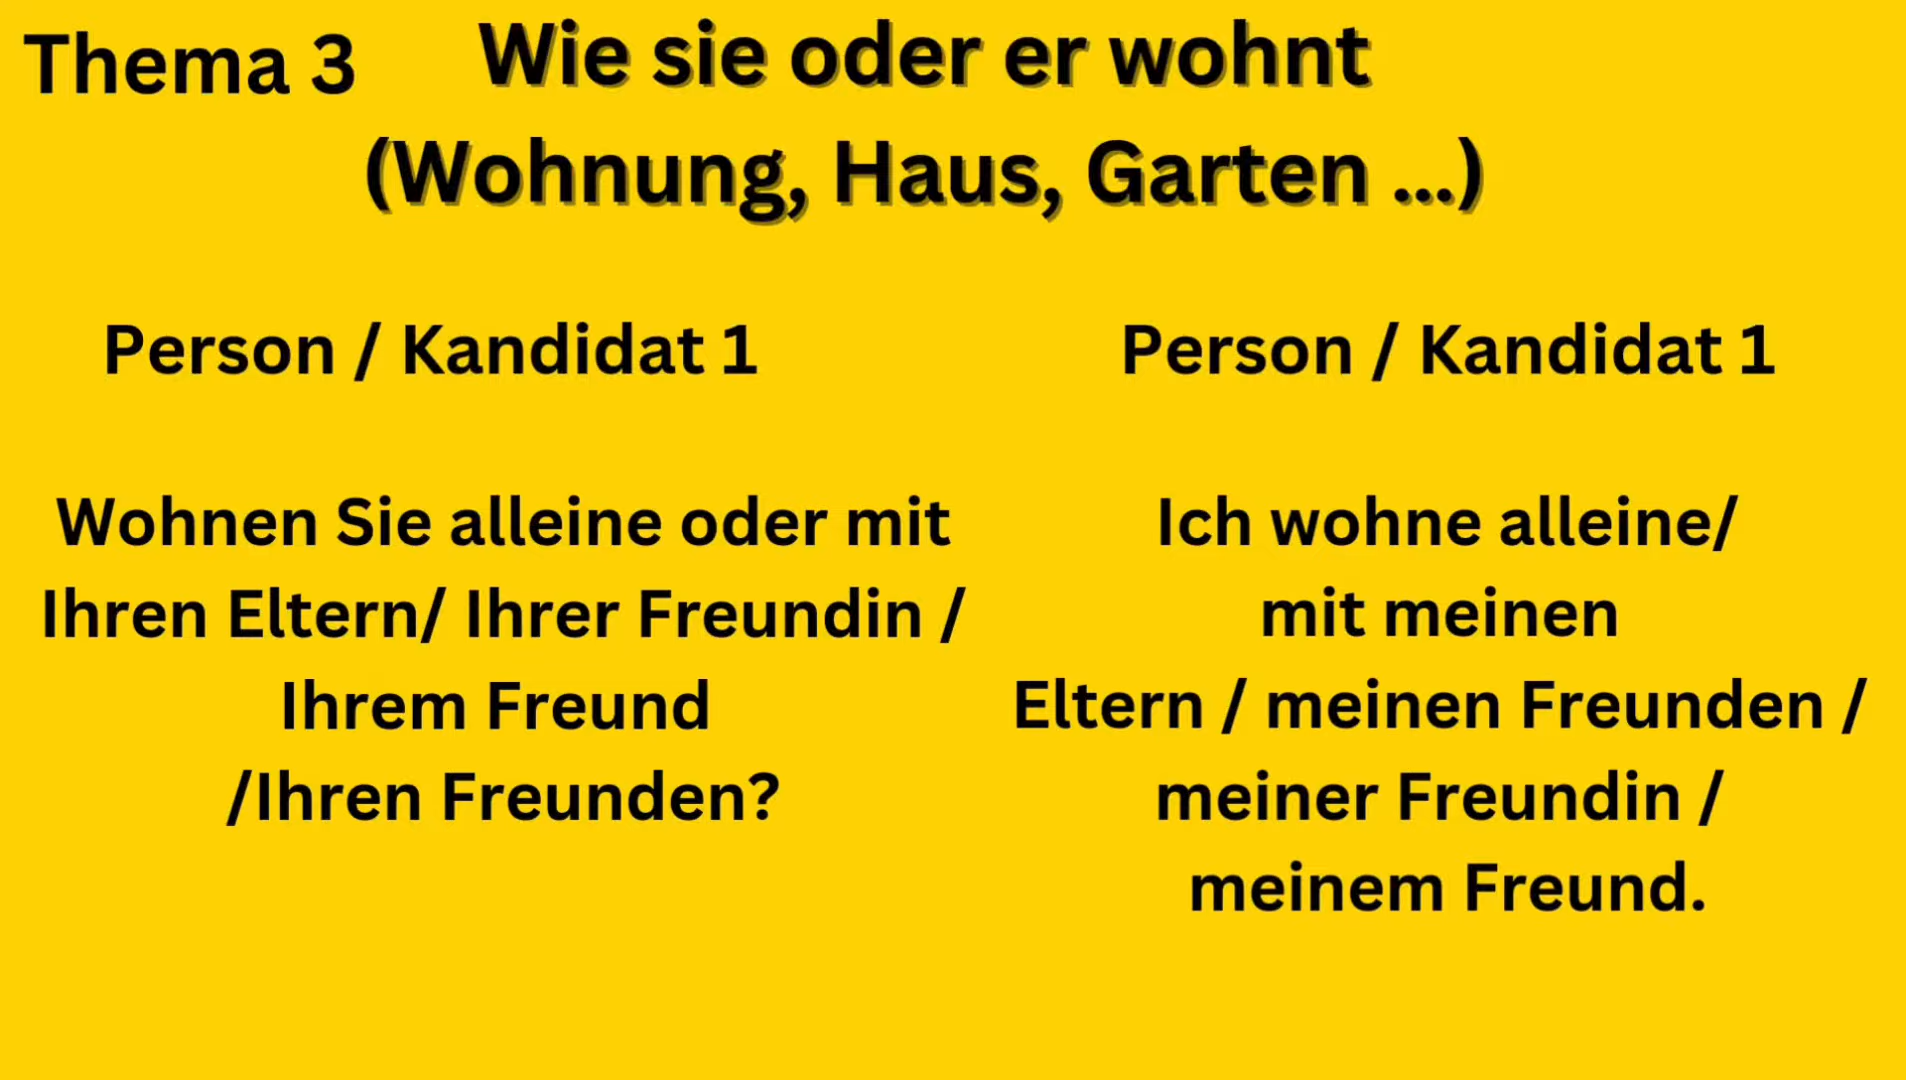 Thema 3
Wie sie oder er wohnt
(Wohnung, Haus, Garten ...)
Person / Kandidat 1
Wohnen Sie alleine oder mit
Ihren Eltern/ Ihrer Freundin /
Ihrem Freund
/Ihren Freunden?
Person / Kandidat 1
Ich wohne alleine/
mit meinen
Eltern / meinen Freunden /
meiner Freundin /
meinem Freund.